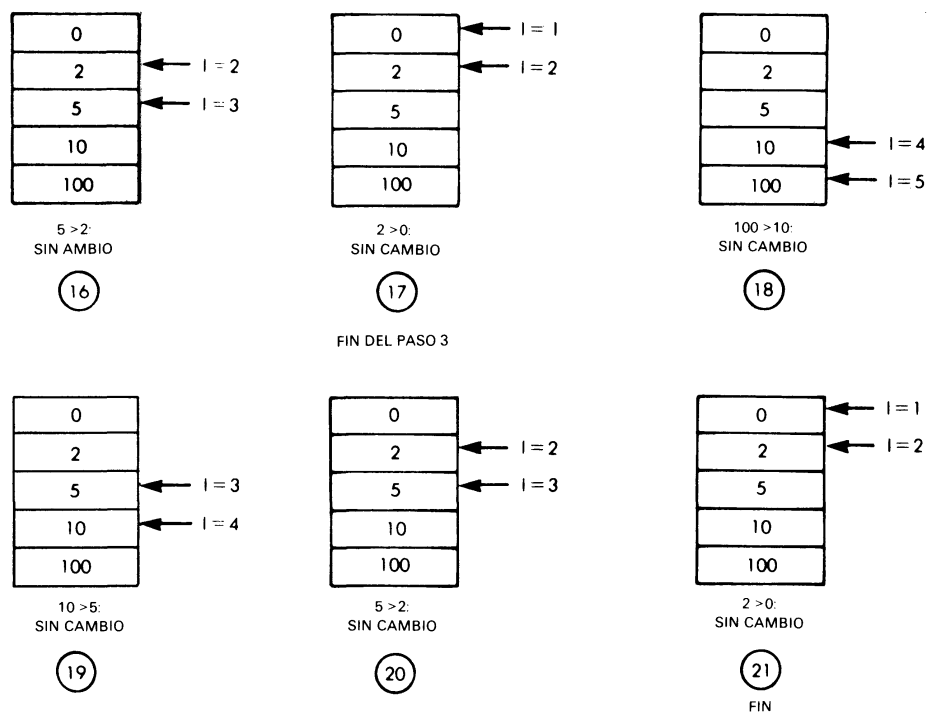 0
2
5
10
100
I = 2
I = 3
5 >2:
SIN AMBIO
16
0
2
5
10
100
I = 1
I = 2
2 >0:
SIN CAMBIO
17
FIN DEL PASO 3
0
2
5
10
100
I = 4
I = 5
100 >10:
SIN CAMBIO
18
0
2
5
10
100
I = 3
I = 4
10 >5:
SIN CAMBIO
19
0
2
5
10
100
I = 2
I = 3
5 >2:
SIN CAMBIO
20
0
2
5
10
100
I = 1
I = 2
2 >0:
SIN CAMBIO
21
FIN